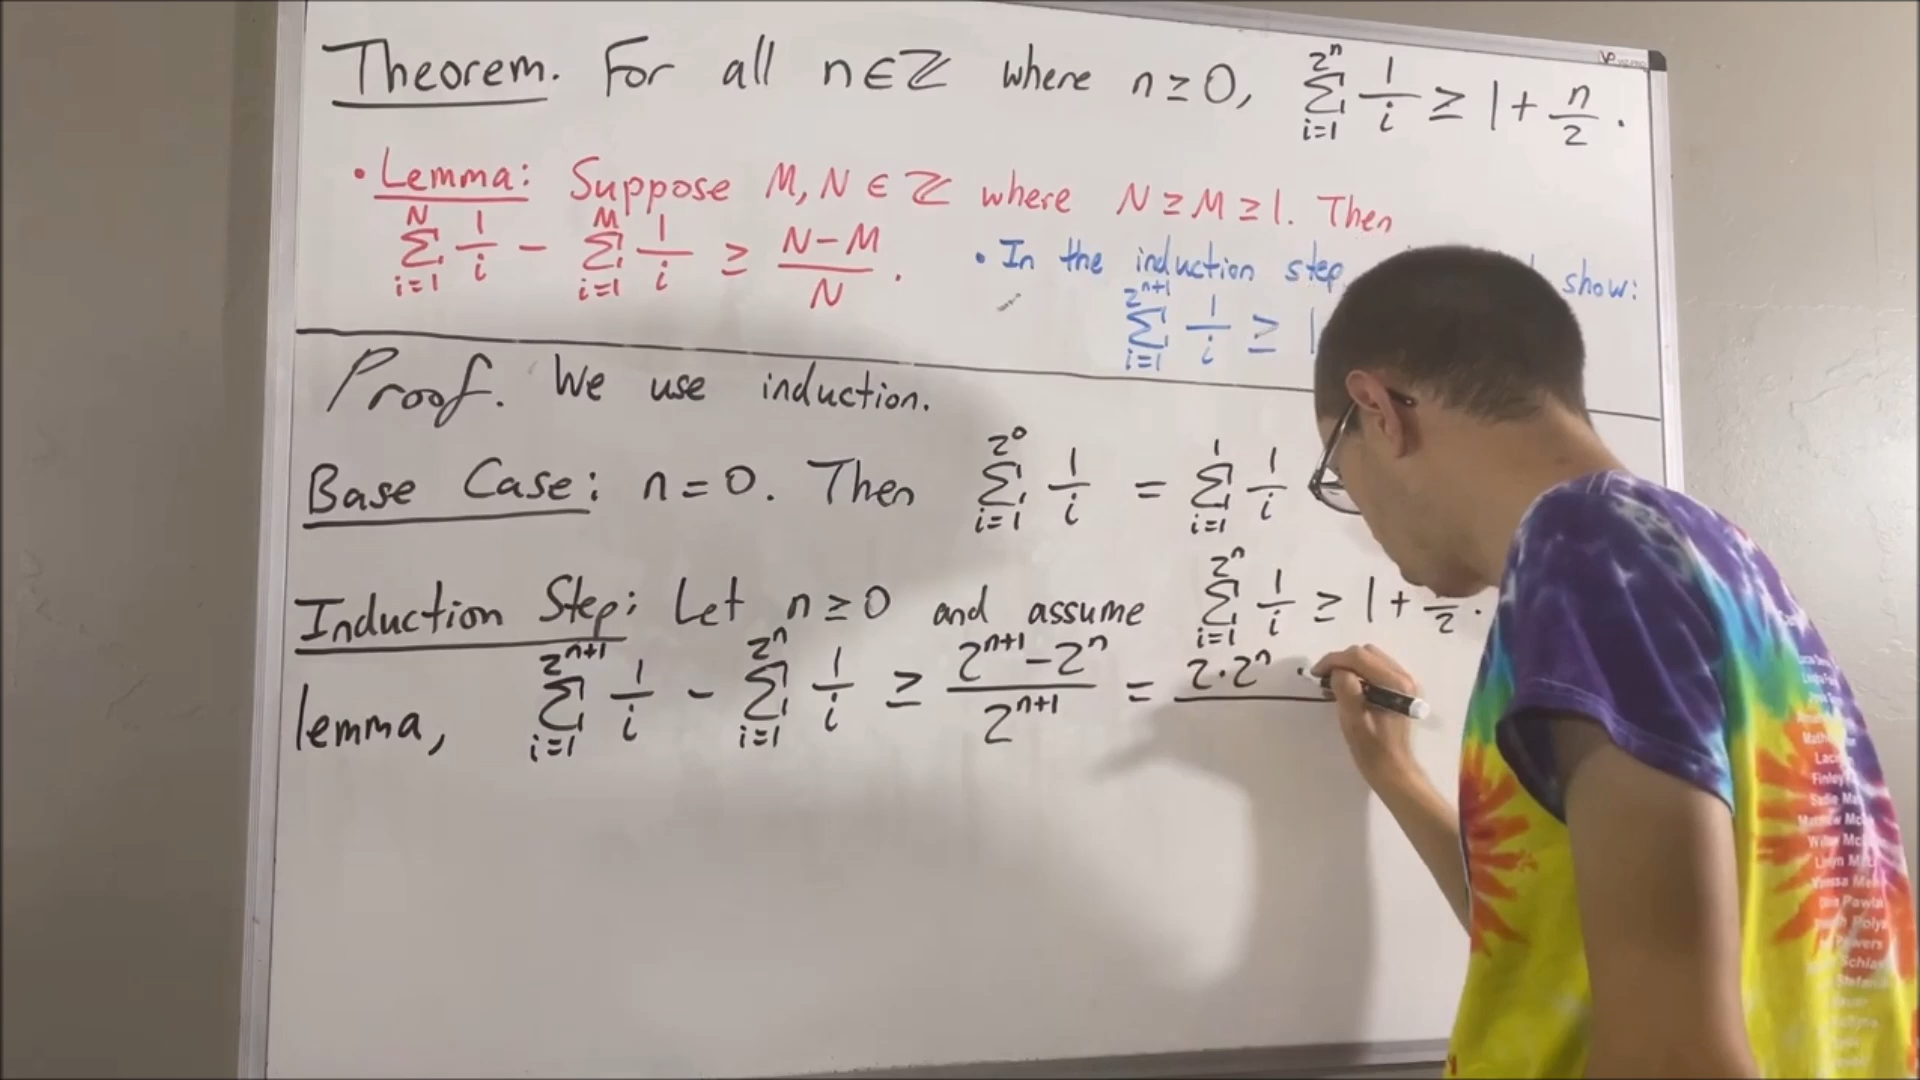 Theorem. For all n∈ℤ where n≥0, ∑_{i=1}^{2^n} 1/i ≥ 1 + n/2.
• Lemma: Suppose M, N ∈ ℤ where N≥M≥1. Then
∑_{i=1}^{N} 1/i − ∑_{i=1}^{M} 1/i ≥ (N−M)/N.
• In the induction step show:
∑_{i=1}^{2^{n+1}} 1/i ≥ 1
Proof. We use induction.
Base Case: n=0. Then ∑_{i=1}^{2^0} 1/i = ∑_{i=1}^{1} 1/i
Induction Step: Let n≥0 and assume ∑_{i=1}^{2^n} 1/i ≥ 1 + /2.
lemma, ∑_{i=1}^{2^{n+1}} 1/i − ∑_{i=1}^{2^n} 1/i ≥ (2^{n+1}−2^n)/2^{n+1} = 2·2^n